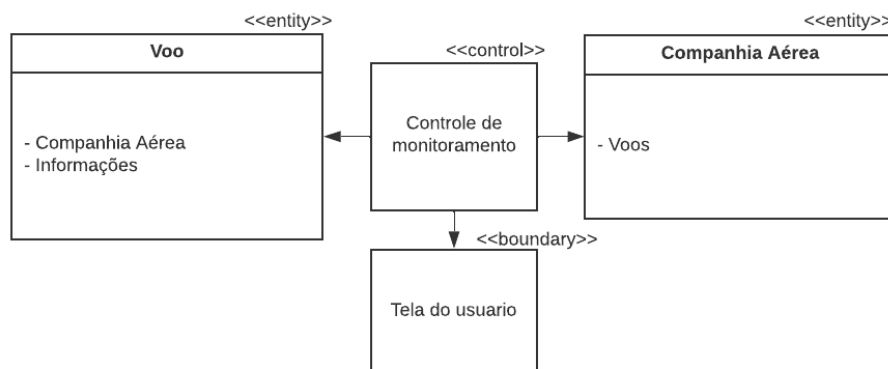 <<entity>>
Voo
- Companhia Aérea
- Informações
<<control>>
Controle de
monitoramento
<<entity>>
Companhia Aérea
- Voos
<<boundary>>
Tela do usuario